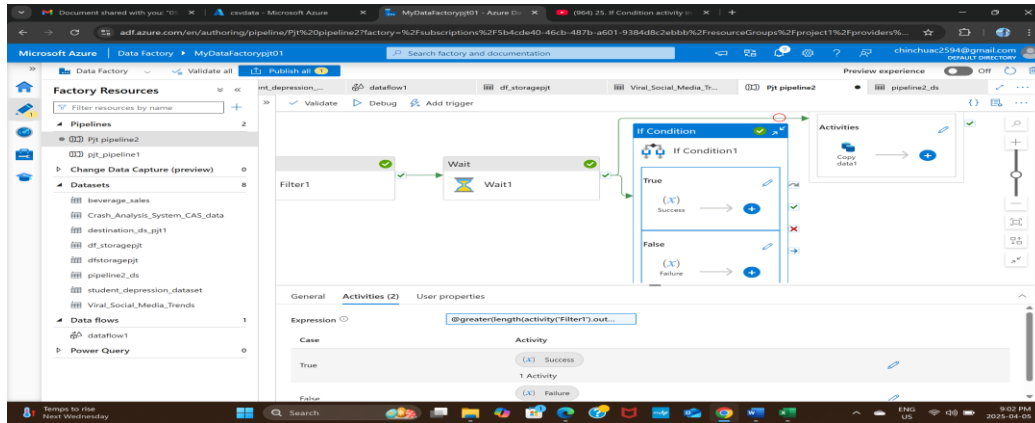 Document shared with you: "05
csvdata - Microsoft Azure
MyDataFactorypjt01 - Azure Da
(964) 25. If Condition activity in
adf.azure.com/en/authoring/pipeline/Pjt%20pipeline2?factory=%2Fsubscriptions%2F5b4cde40-46cb-487b-a601-9384d8c2ebbb%2FresourceGroups%2Fproject1%2Fproviders%...
Microsoft Azure
Data Factory
MyDataFactorypjt01
Search factory and documentation
chinchuac2594@gmail.com
DEFAULT DIRECTORY
Data Factory
Validate all
Publish all 1
Preview experience
Off
Factory Resources
nt_depression_...
dataflow1
df_storagepjt
Viral_Social_Media_Tr...
Pjt pipeline2
pipeline2_ds
Filter resources by name
Validate
Debug
Add trigger
Pipelines 2
Pjt pipeline2
pjt_pipeline1
Change Data Capture (preview) 0
Datasets 8
beverage_sales
Crash_Analysis_System_CAS_data
destination_ds_pjt1
df_storagepjt
dfstoragepjt
pipeline2_ds
student_depression_dataset
Viral_Social_Media_Trends
Data flows 1
dataflow1
Power Query 0
Filter1
Wait
Wait1
If Condition
If Condition1
True
(x)
Success
False
(x)
Failure
Activities
Copy
data1
General
Activities (2)
User properties
Expression
@greater(length(activity('Filter1').out...
Case
Activity
True
(x) Success
1 Activity
False
(x) Failure
Temps to rise
Next Wednesday
Search
ENG
US
9:02 PM
2025-04-05